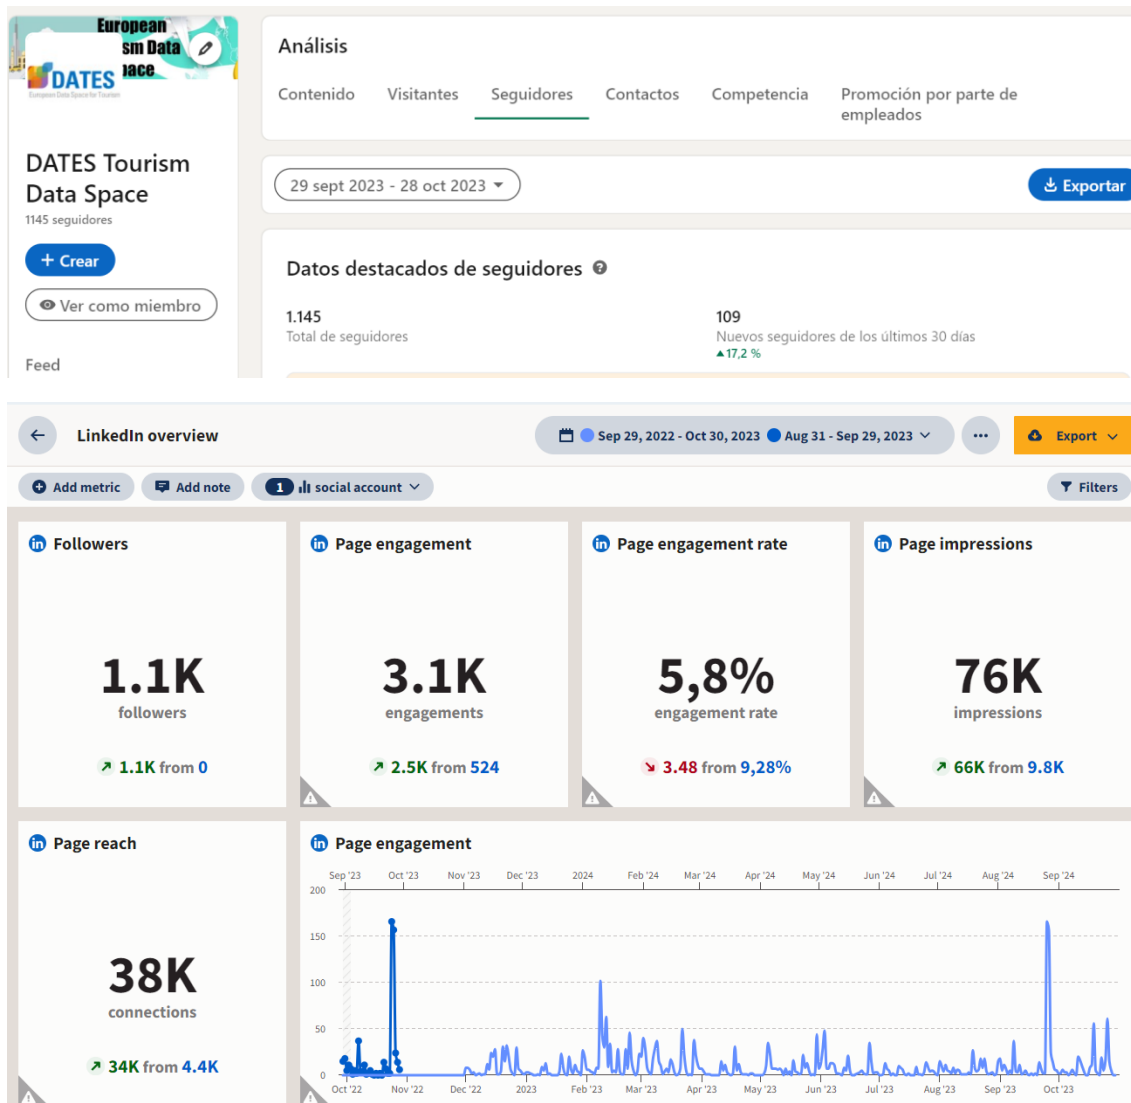 European
sm Data
ace
DATES
European Data Space for Tourism
DATES Tourism
Data Space
1145 seguidores
+ Crear
Ver como miembro
Feed
Análisis
Contenido Visitantes Seguidores Contactos Competencia Promoción por parte de
empleados
29 sept 2023 - 28 oct 2023
Exportar
Datos destacados de seguidores
1.145 109
Total de seguidores Nuevos seguidores de los últimos 30 días
▲17,2 %
LinkedIn overview Sep 29, 2022 - Oct 30, 2023 Aug 31 - Sep 29, 2023 ... Export
Add metric Add note 1 social account Filters
Followers
1.1K
followers
1.1K from 0
Page engagement
3.1K
engagements
2.5K from 524
Page engagement rate
5,8%
engagement rate
3.48 from 9,28%
Page impressions
76K
impressions
66K from 9.8K
Page reach
38K
connections
34K from 4.4K
Page engagement
Sep '23 Oct '23 Nov '23 Dec '23 2024 Feb '24 Mar '24 Apr '24 May '24 Jun '24 Jul '24 Aug '24 Sep '24
200
150
100
50
0
Oct '22 Nov '22 Dec '22 2023 Feb '23 Mar '23 Apr '23 May '23 Jun '23 Jul '23 Aug '23 Sep '23 Oct '23